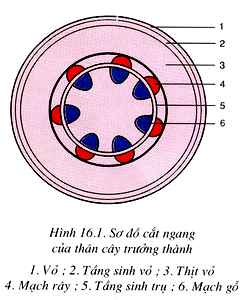 1
2
3
4
5
6
Hình 16.1. Sơ đồ cắt ngang
của thân cây trưởng thành
1. Vỏ ; 2. Tầng sinh vỏ ; 3. Thịt vỏ
4. Mạch rây ; 5. Tầng sinh trụ ; 6. Mạch gỗ